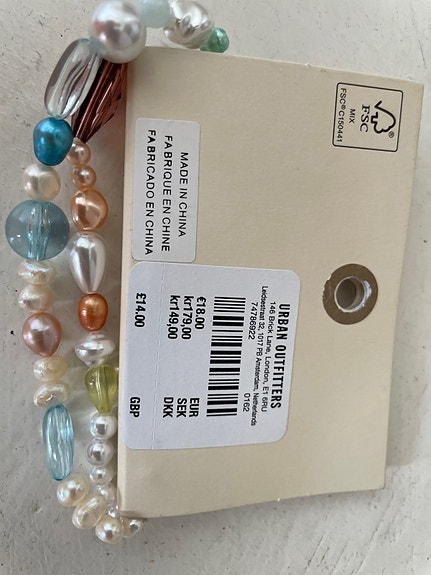 FSC®
MIX
FSC® C150441
MADE IN CHINA
FABRIQUE EN CHINE
FABRICADO EN CHINA
URBAN OUTFITTERS
146 Brick Lane, London, E1 6RU
Leidsestraat 32, 1017 PB Amsterdam, Netherlands
74786922 0162
€18.00 EUR
kr179,00 SEK
kr149,00 DKK
£14.00 GBP